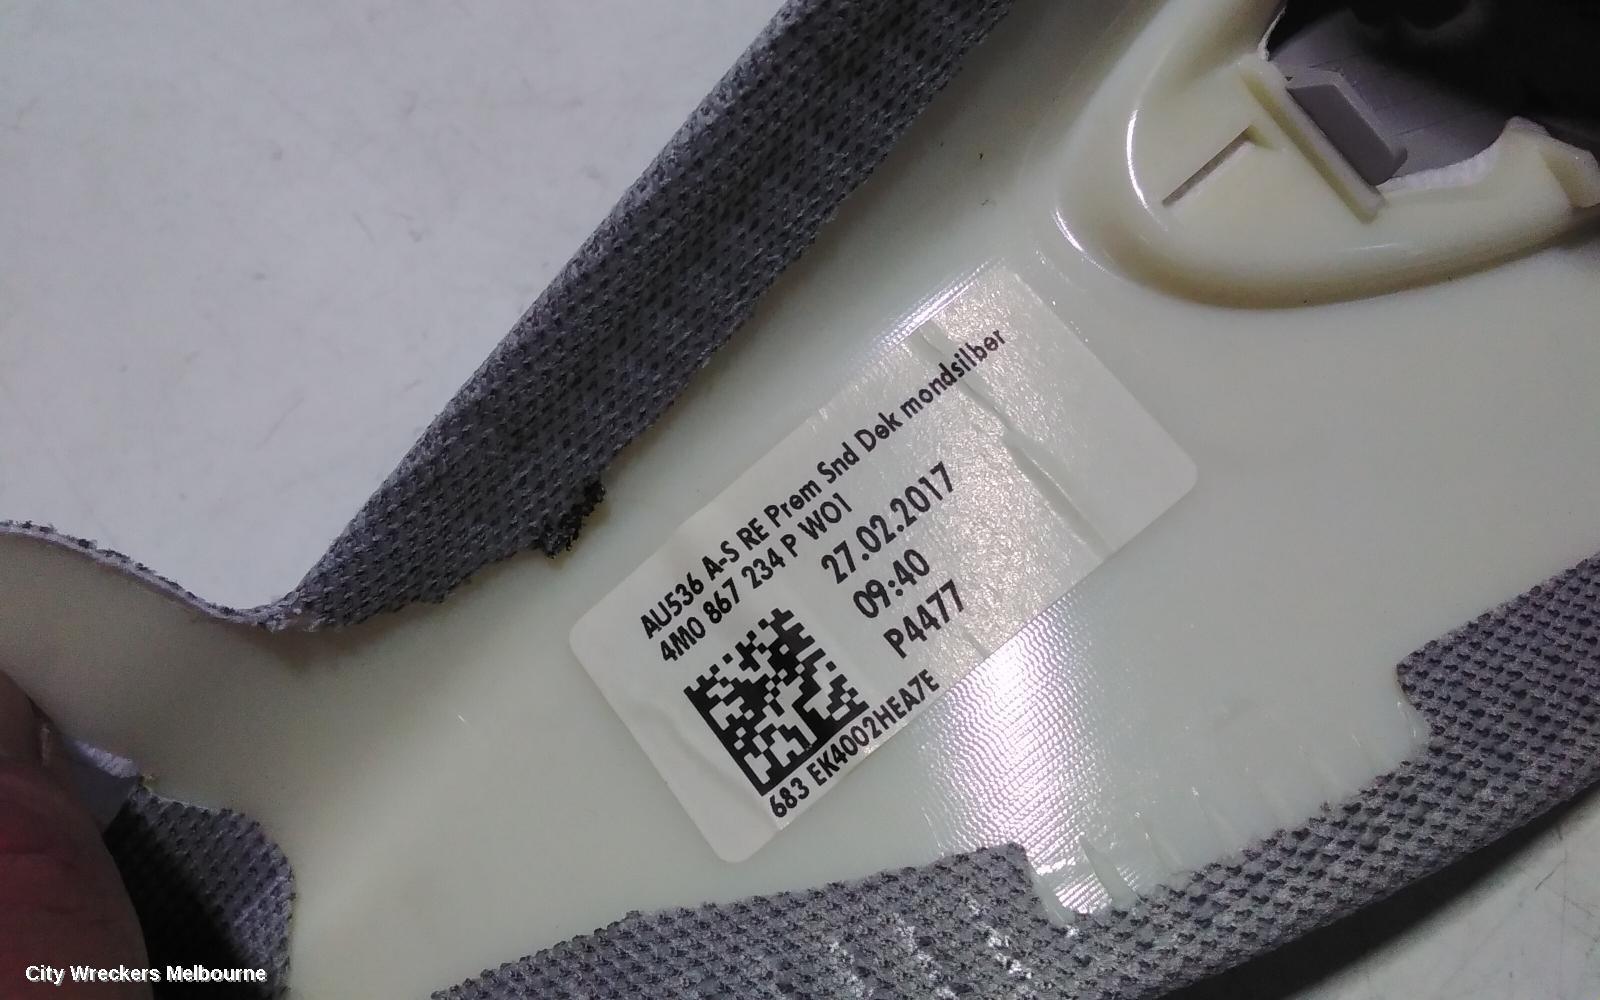 AU536 A-S RE Prem Snd Dek mondsilber
4M0 867 234 P WO1
27.02.2017
09:40
P4477
683 EK4002HEA7E
City Wreckers Melbourne